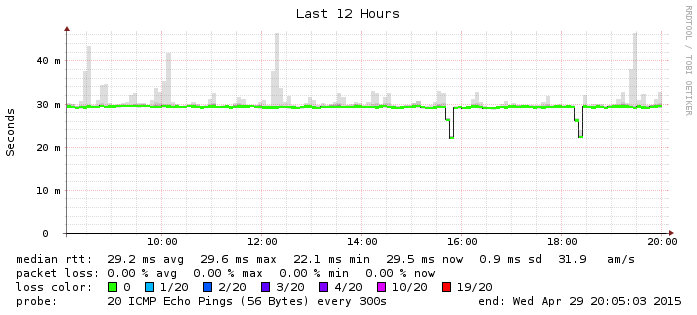 Last 12 Hours
RRDTOOL / TOBI OETIKER
Seconds
40 m
30 m
20 m
10 m
0
10:00 12:00 14:00 16:00 18:00 20:00
median rtt: 29.2 ms avg 29.6 ms max 22.1 ms min 29.5 ms now 0.9 ms sd 31.9 am/s
packet loss: 0.00 % avg 0.00 % max 0.00 % min 0.00 % now
loss color: 0 1/20 2/20 3/20 4/20 10/20 19/20
probe: 20 ICMP Echo Pings (56 Bytes) every 300s end: Wed Apr 29 20:05:03 2015